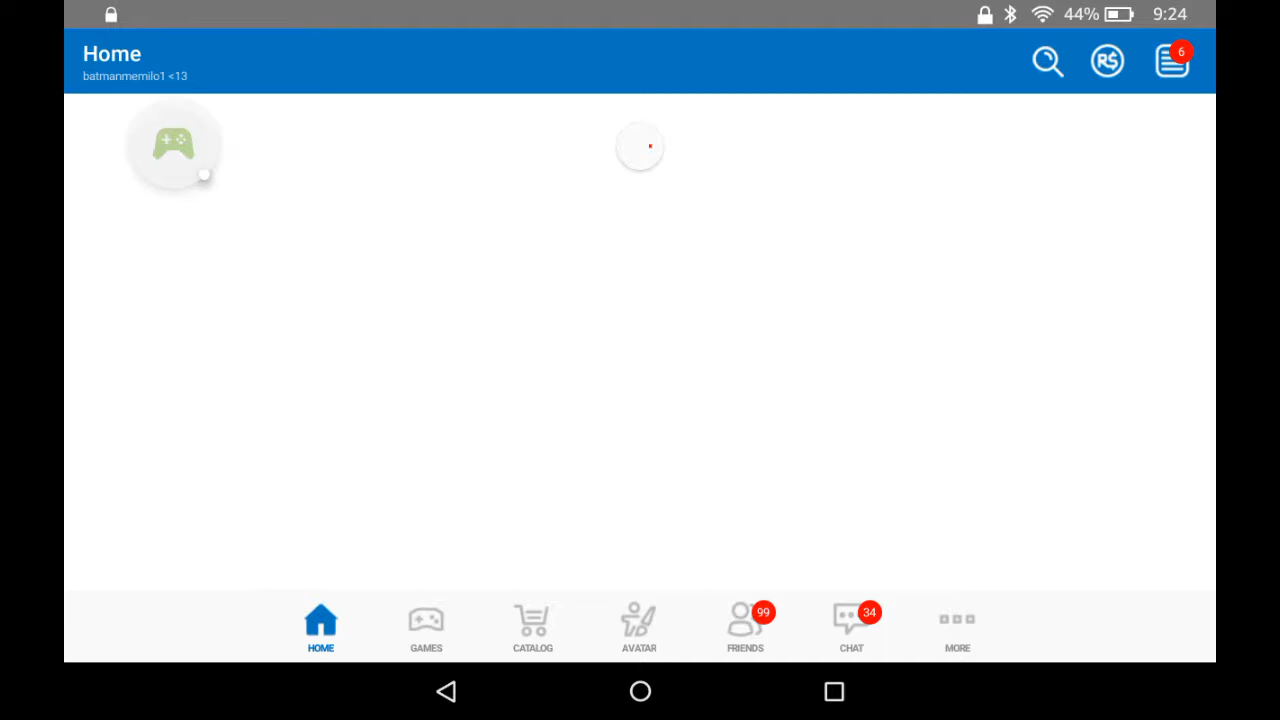 44% 9:24
Home
batmanmemilo1 <13
R$
6
99
34
HOME GAMES CATALOG AVATAR FRIENDS CHAT MORE